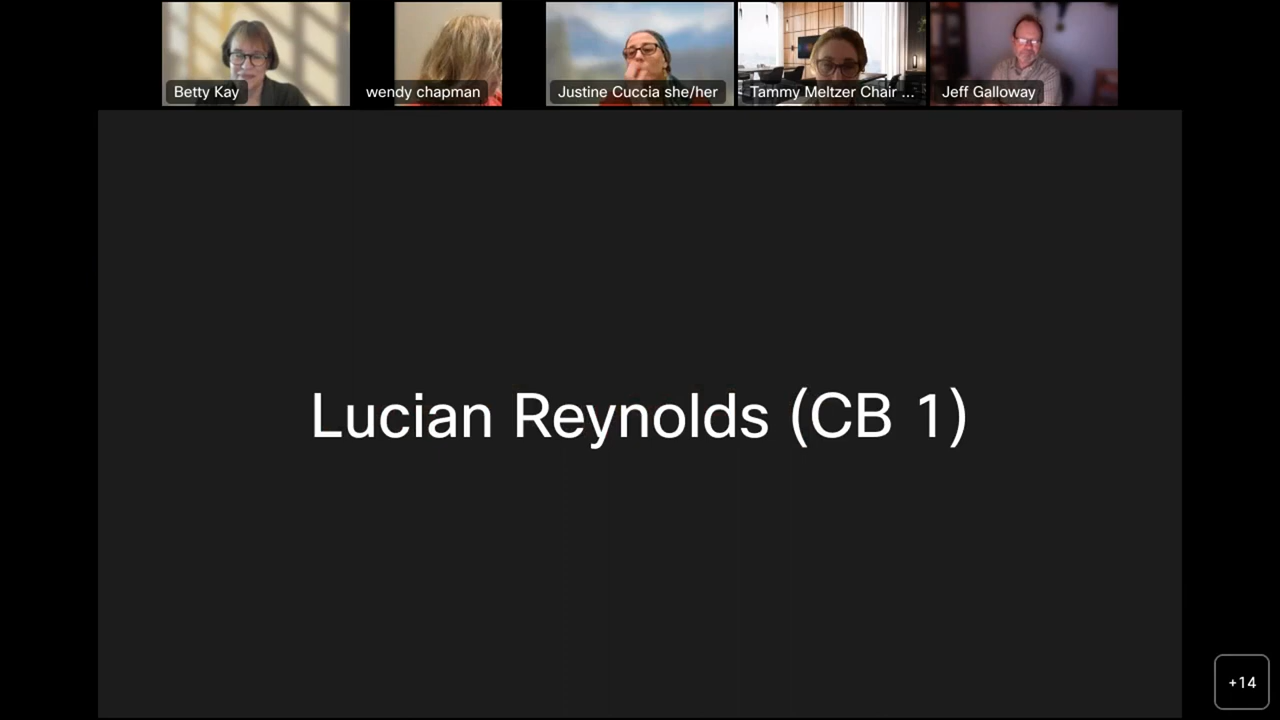 Betty Kay
wendy chapman
Justine Cuccia she/her
Tammy Meltzer Chair ...
Jeff Galloway
Lucian Reynolds (CB 1)
+14